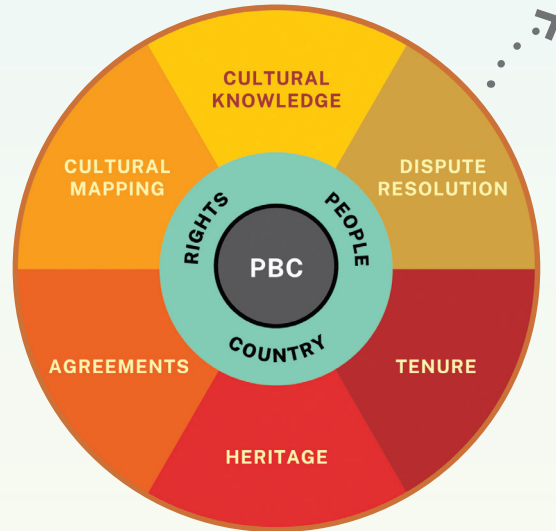 CULTURAL
KNOWLEDGE
DISPUTE
RESOLUTION
TENURE
HERITAGE
AGREEMENTS
CULTURAL
MAPPING
RIGHTS
PEOPLE
COUNTRY
PBC